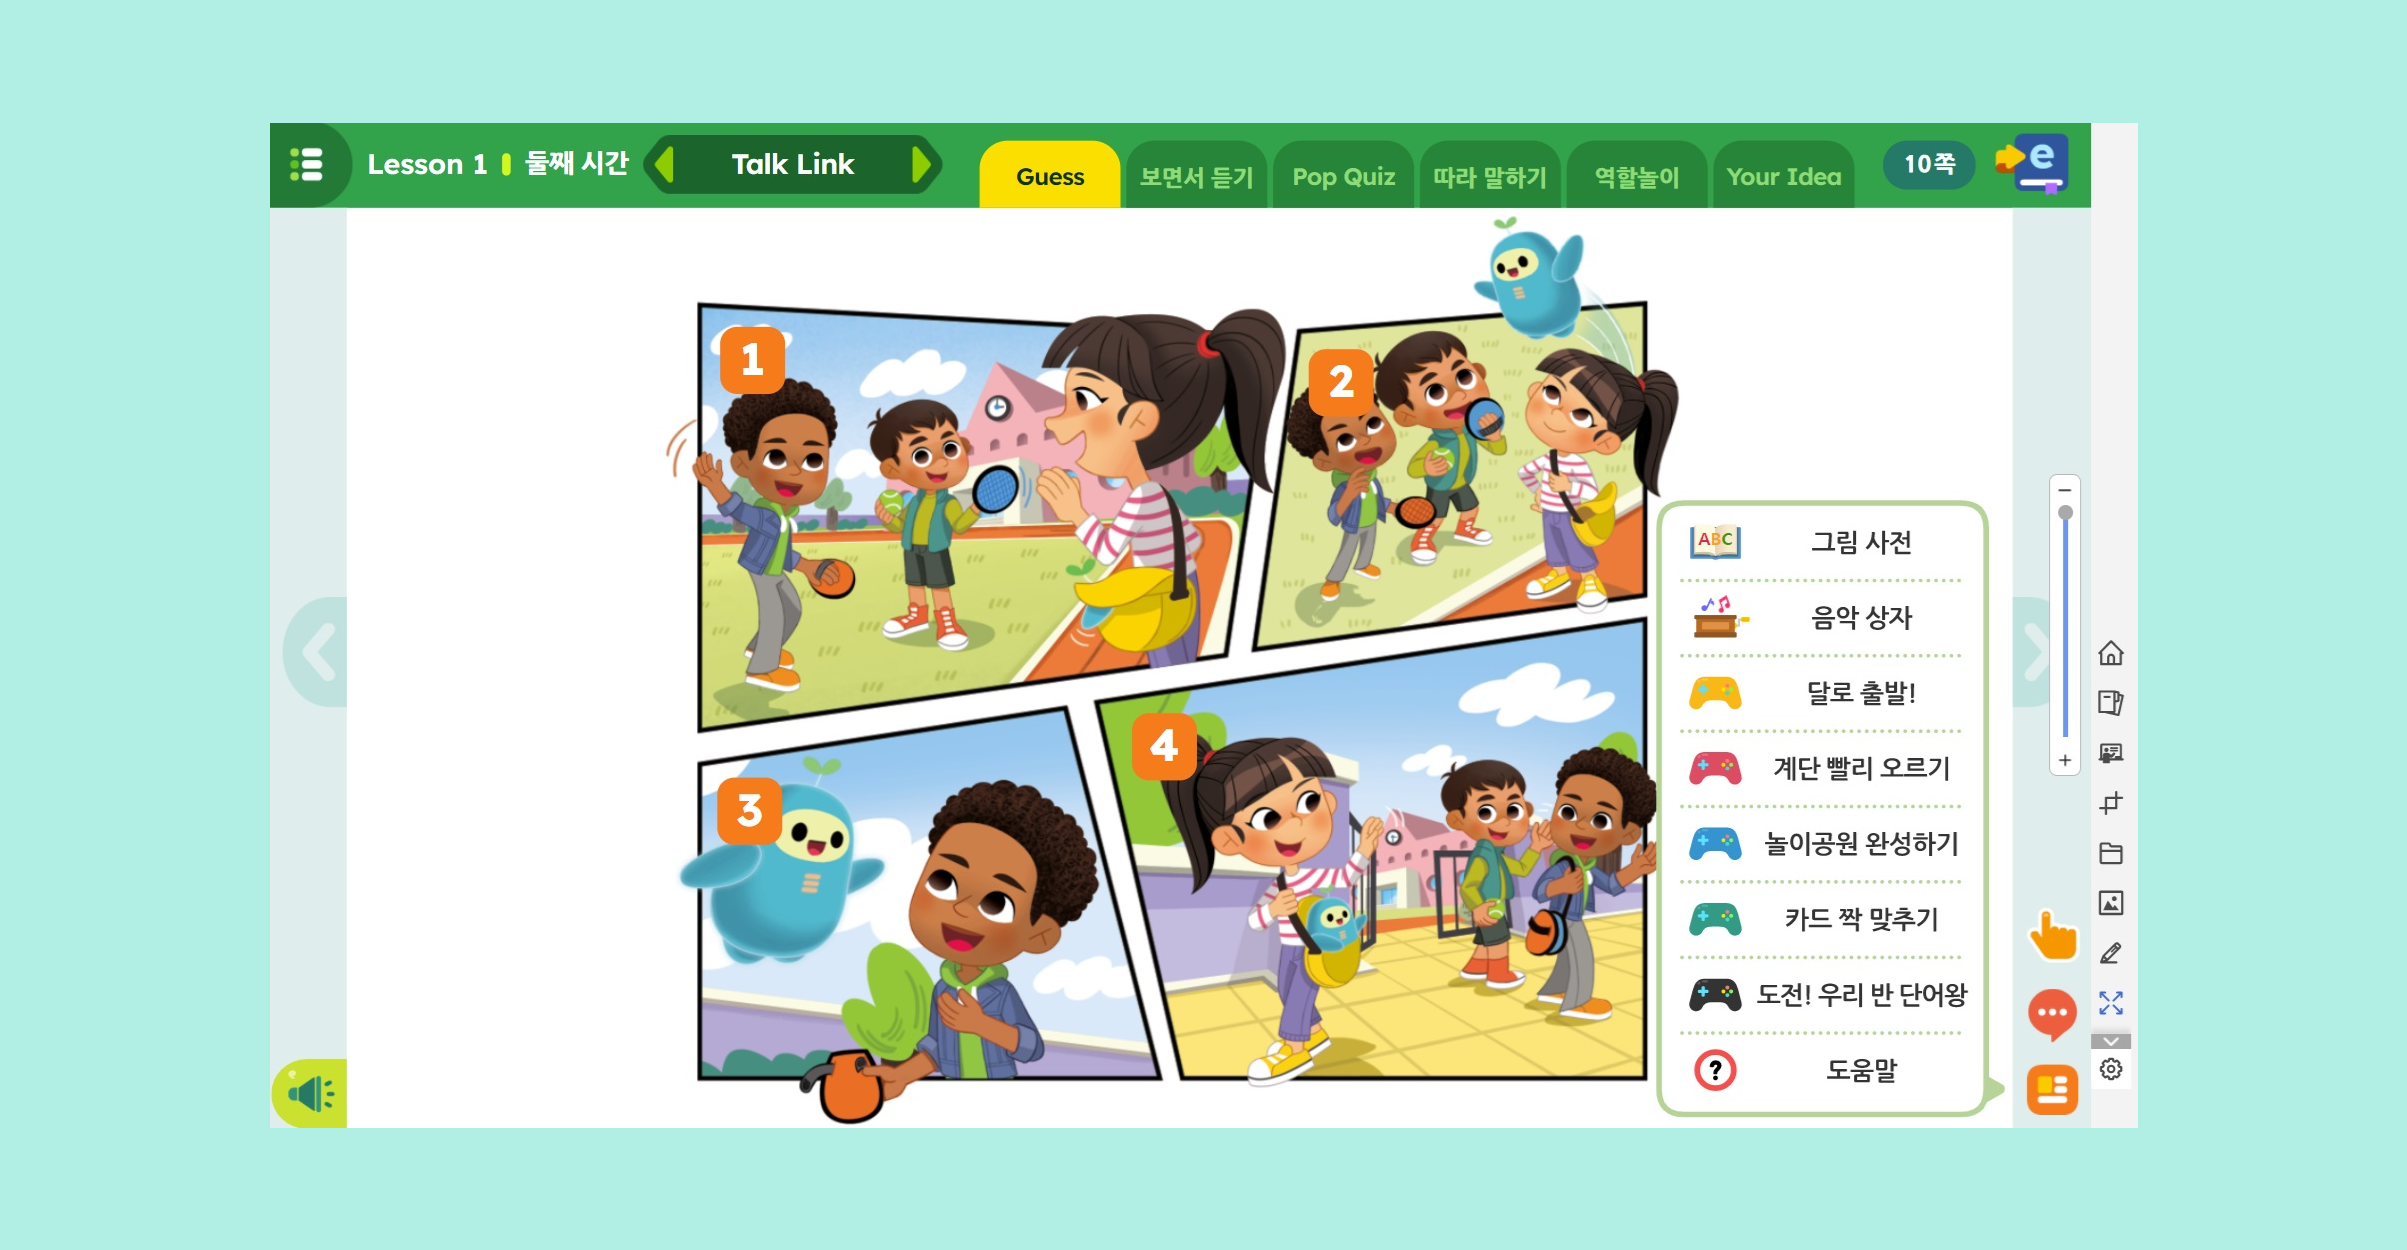 Lesson 1 둘째 시간
Talk Link
Guess
보면서 듣기
Pop Quiz
따라 말하기
역할놀이
Your Idea
10쪽
e
1
2
3
4
ABC
그림 사전
음악 상자
달로 출발!
계단 빨리 오르기
놀이공원 완성하기
카드 짝 맞추기
도전! 우리 반 단어왕
?
도움말